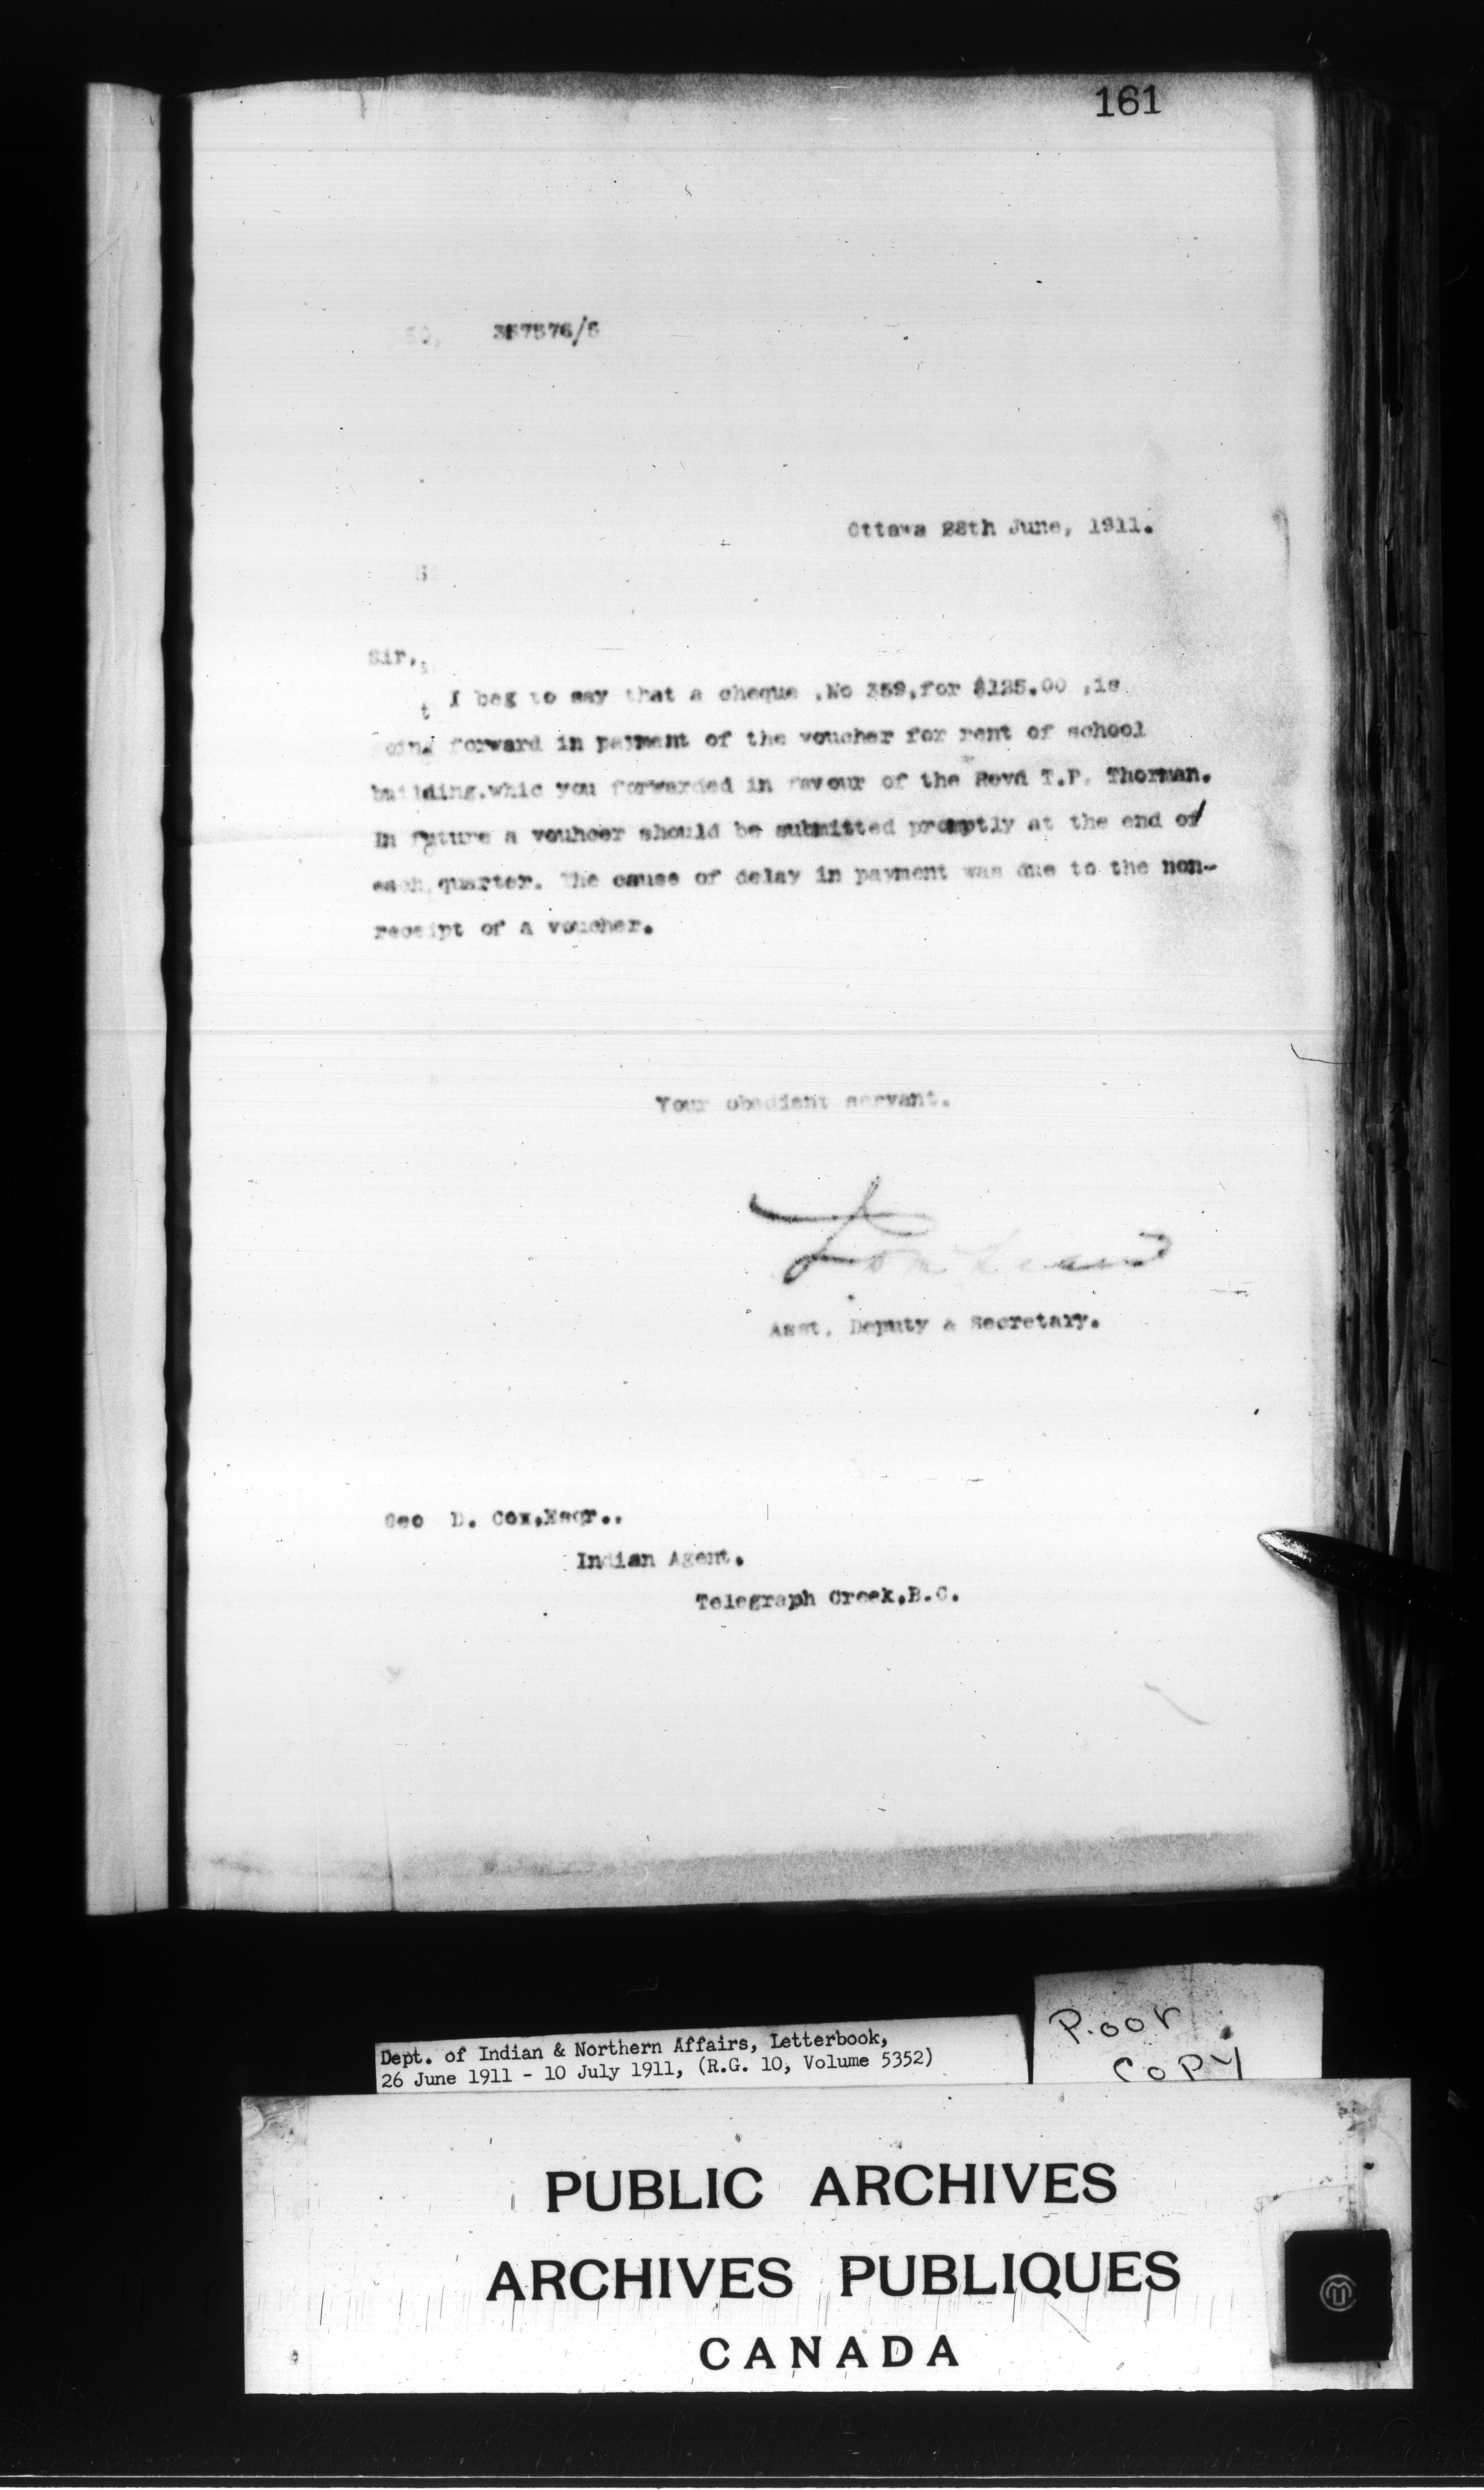 161
357576/5
Ottawa 28th June, 1911.
Sir,
I beg to say that a cheque ,No 359,for $125.00 ,is
going forward in payment of the voucher for rent of school
building.whic you forwarded in favour of the Revd T.P. Thorman.
In future a vouhcer should be submitted promptly at the end of
each quarter. The cause of delay in payment was due to the non-
receipt of a voucher.
Your obedient servant.
Asst. Deputy & Secretary.
Geo D. Cox,Esqr..
Indian Agent.
Telegraph Creek,B.C.
Dept. of Indian & Northern Affairs, Letterbook,
26 June 1911 - 10 July 1911, (R.G. 10, Volume 5352)
Poor
COPY
PUBLIC ARCHIVES
ARCHIVES PUBLIQUES
CANADA